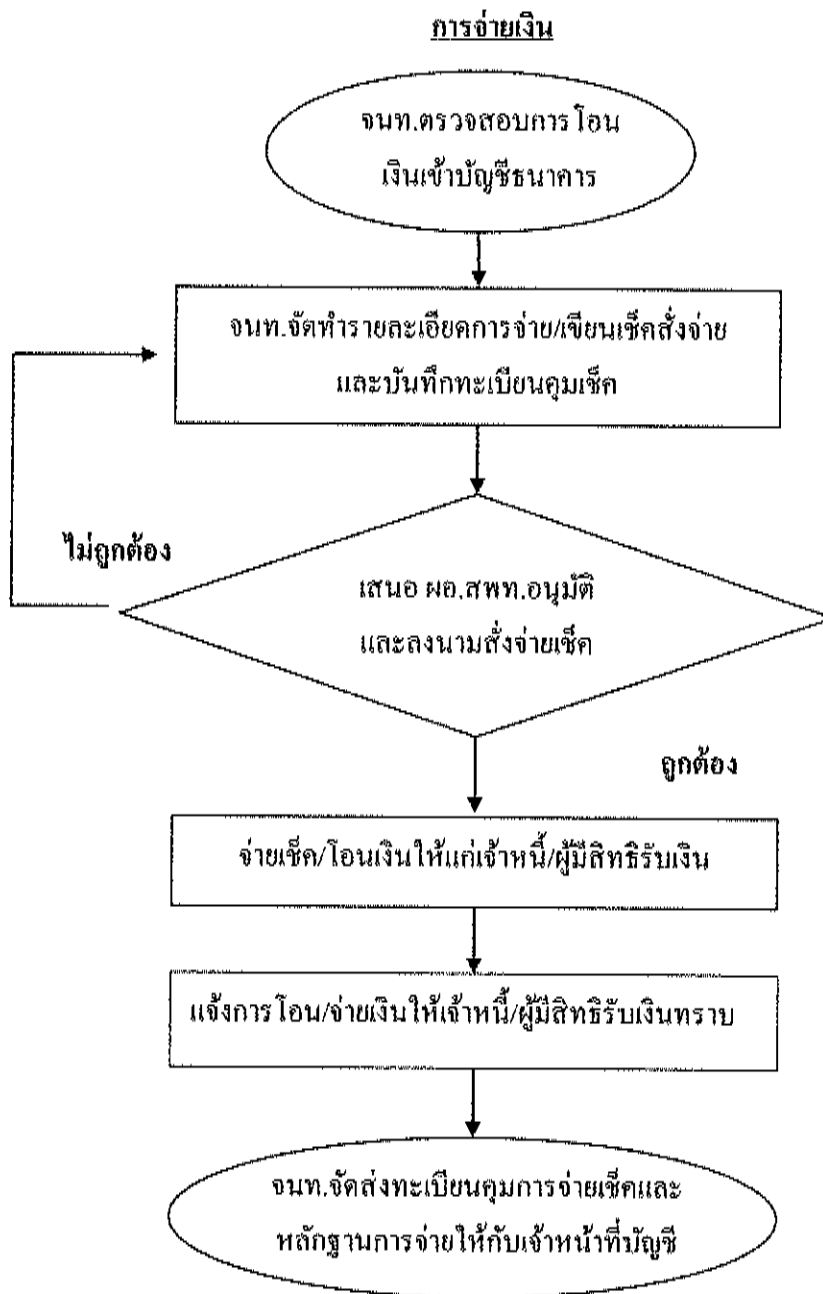 การจ่ายเงิน
จนท.ตรวจสอบการโอน
เงินเข้าบัญชีธนาคาร
จนท.จัดทำรายละเอียดการจ่าย/เขียนเช็คสั่งจ่าย
และบันทึกทะเบียนคุมเช็ค
ไม่ถูกต้อง
เสนอ ผอ.สพท.อนุมัติ
และลงนามสั่งจ่ายเช็ค
ถูกต้อง
จ่ายเช็ค/โอนเงินให้แก่เจ้าหนี้/ผู้มีสิทธิรับเงิน
แจ้งการโอน/จ่ายเงินให้เจ้าหนี้/ผู้มีสิทธิรับเงินทราบ
จนท.จัดส่งทะเบียนคุมการจ่ายเช็คและ
หลักฐานการจ่ายให้กับเจ้าหน้าที่บัญชี